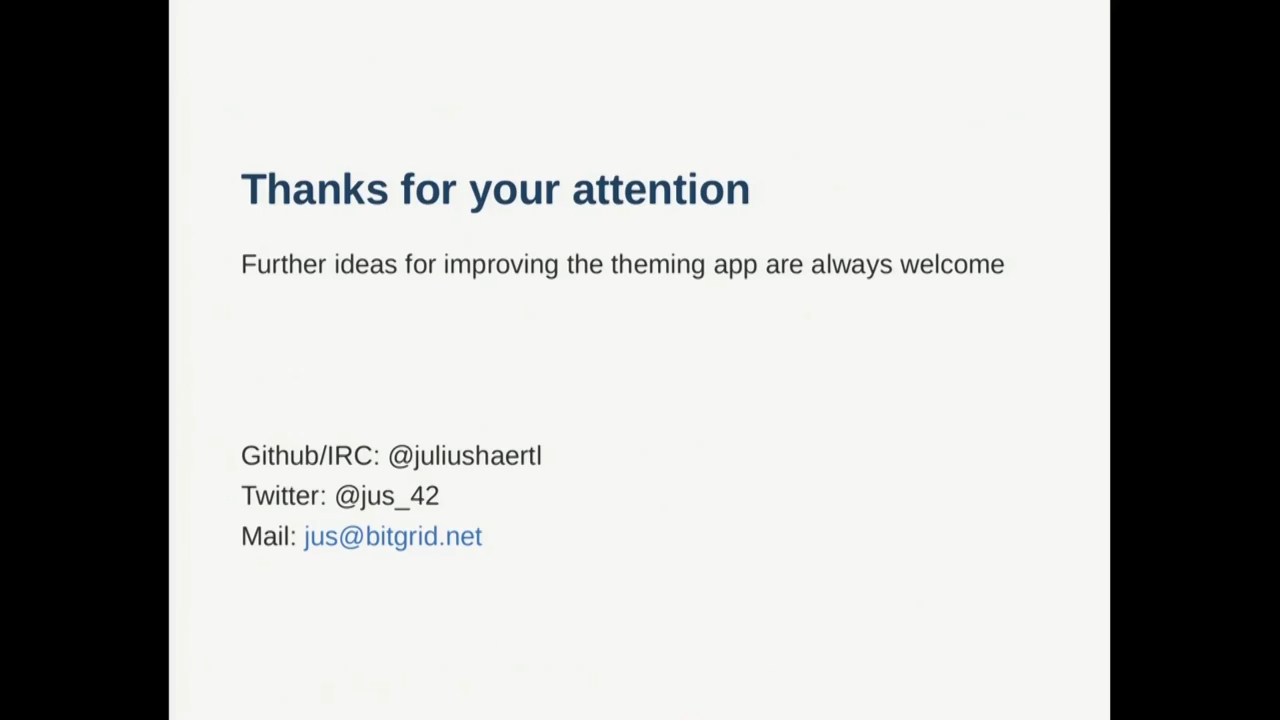 Thanks for your attention
Further ideas for improving the theming app are always welcome
Github/IRC: @juliushaertl
Twitter: @jus_42
Mail: jus@bitgrid.net